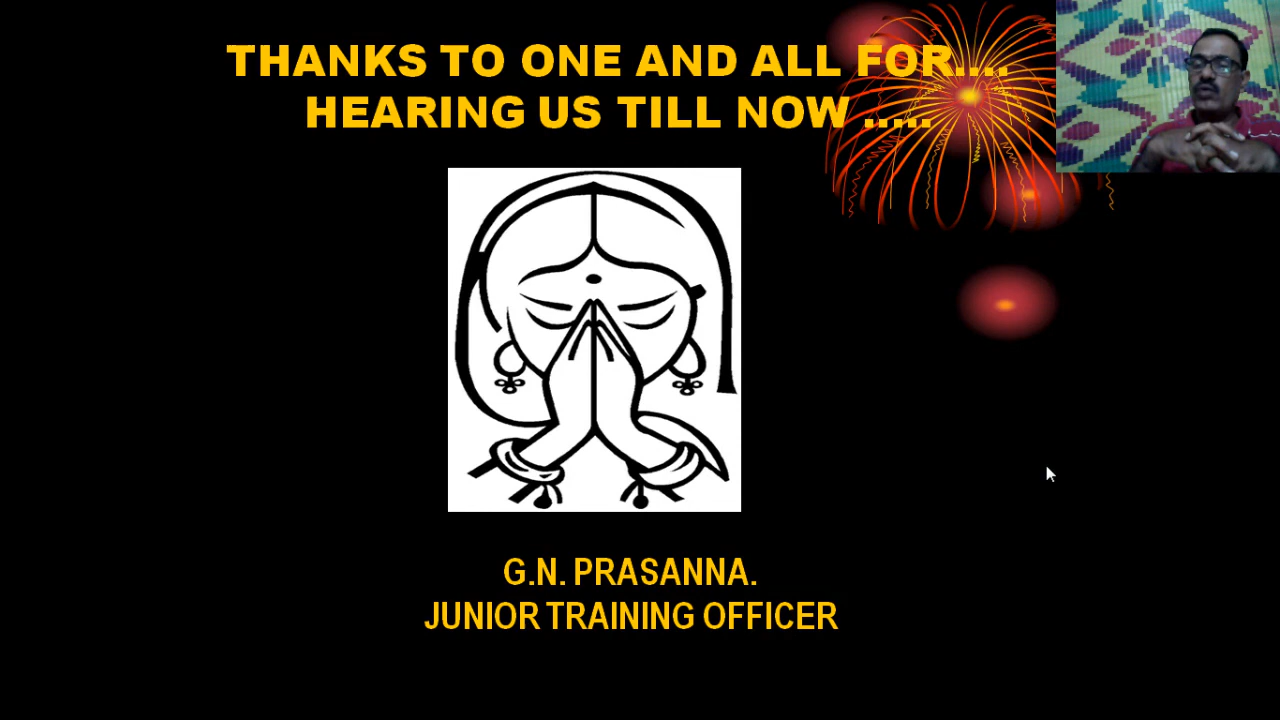 THANKS TO ONE AND ALL FOR....
HEARING US TILL NOW .....
G.N. PRASANNA.
JUNIOR TRAINING OFFICER